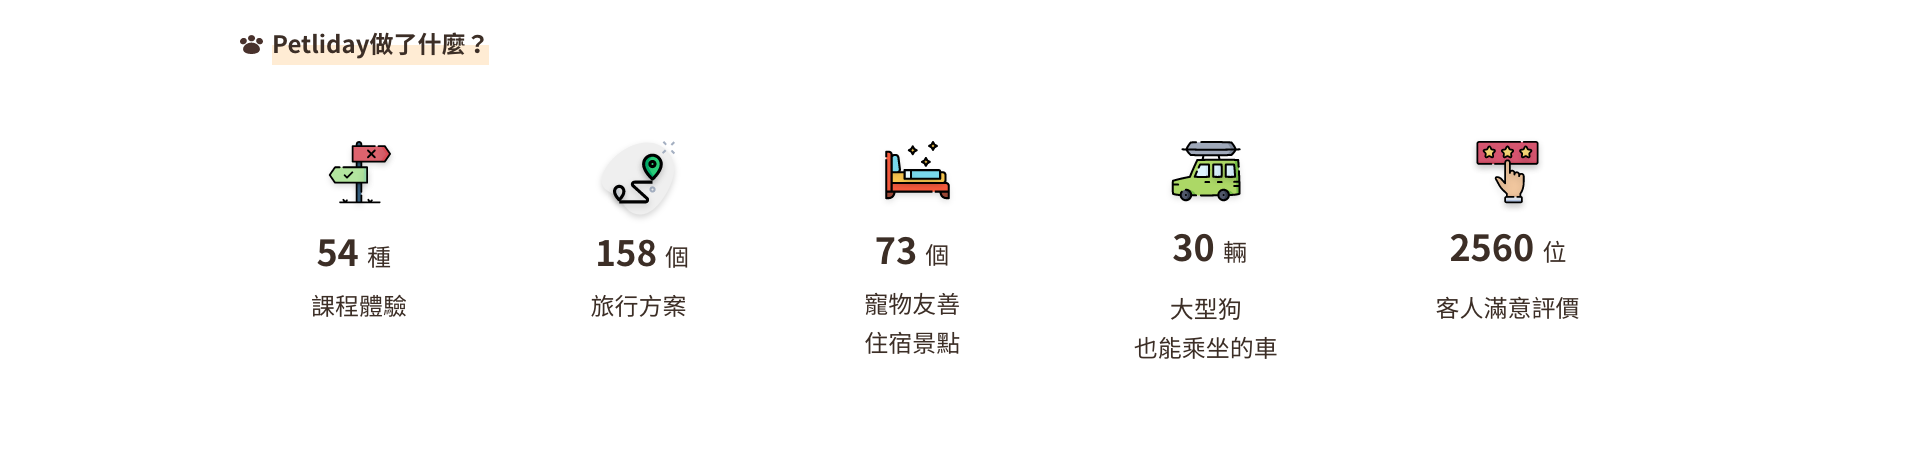 Petliday做了什麼？
54 種
課程體驗
158 個
旅行方案
73 個
寵物友善
住宿景點
30 輛
大型狗
也能乘坐的車
2560 位
客人滿意評價